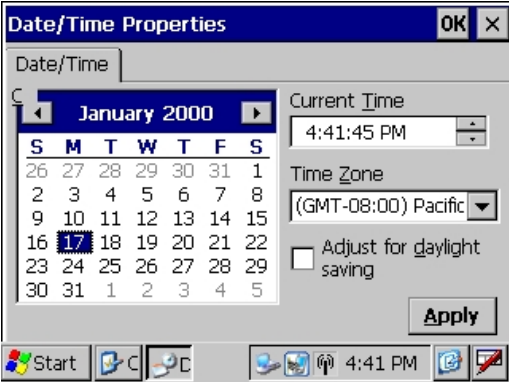 Date/Time Properties OK ×
Date/Time
C
January 2000
S M T W T F S
26 27 28 29 30 31 1
2 3 4 5 6 7 8
9 10 11 12 13 14 15
16 17 18 19 20 21 22
23 24 25 26 27 28 29
30 31 1 2 3 4 5
Current Time
4:41:45 PM
Time Zone
(GMT-08:00) Pacific
Adjust for daylight
saving
Apply
Start C D 4:41 PM